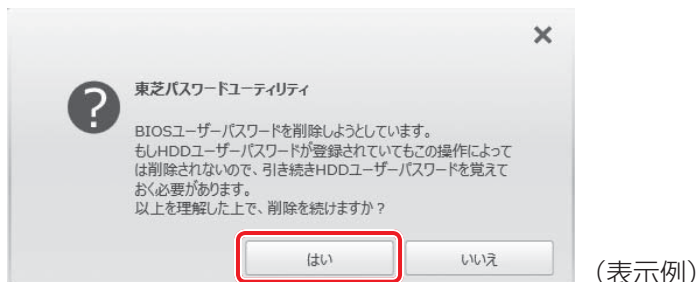 東芝パスワードユーティリティ
BIOSユーザーパスワードを削除しようとしています。
もしHDDユーザーパスワードが登録されていてもこの操作によって
は削除されないので、引き続きHDDユーザーパスワードを覚えて
おく必要があります。
以上を理解した上で、削除を続けますか？
はい
いいえ
（表示例）